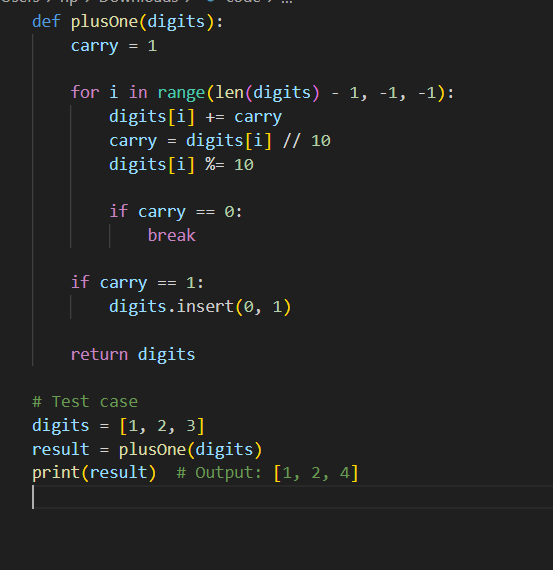 def plusOne(digits):
    carry = 1
    for i in range(len(digits) - 1, -1, -1):
        digits[i] += carry
        carry = digits[i] // 10
        digits[i] %= 10
        if carry == 0:
            break
    if carry == 1:
        digits.insert(0, 1)
    return digits
# Test case
digits = [1, 2, 3]
result = plusOne(digits)
print(result)  # Output: [1, 2, 4]